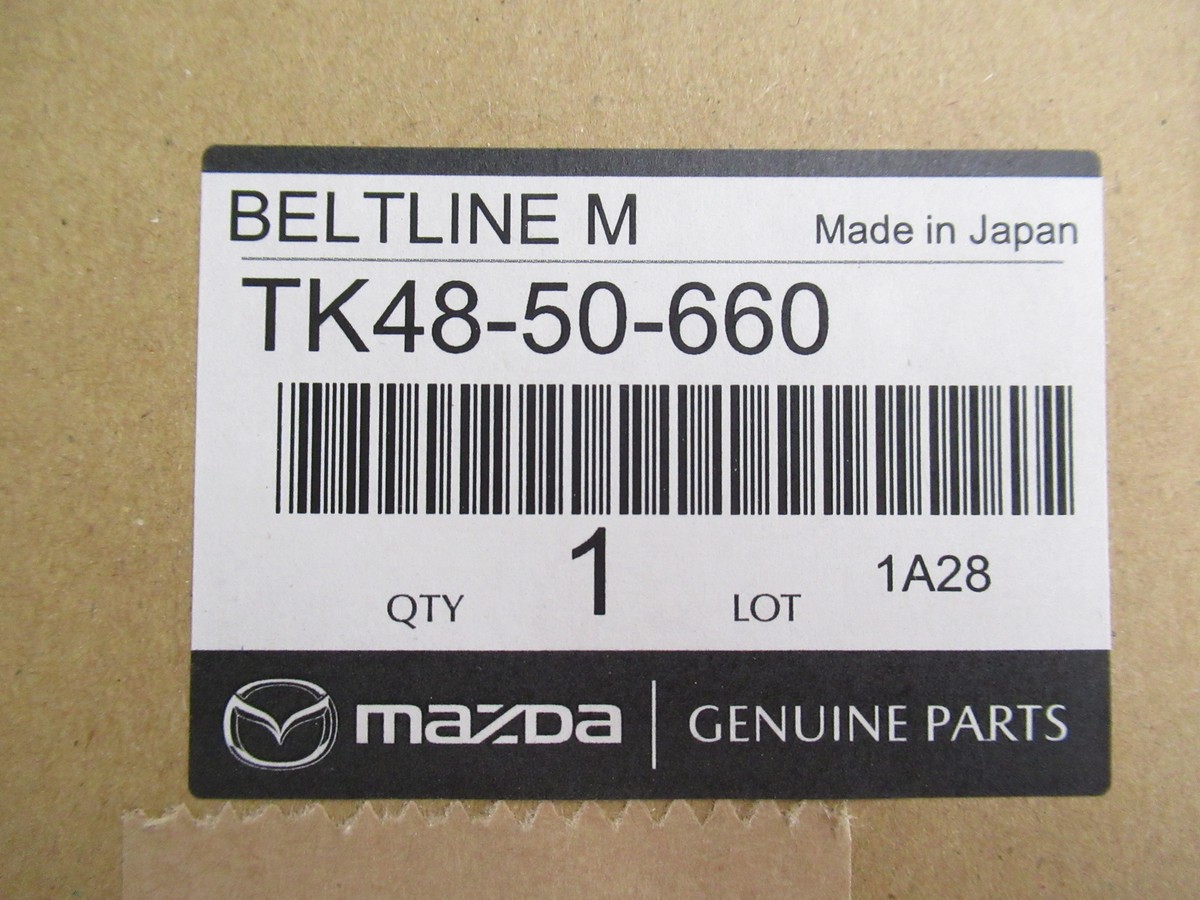 BELTLINE M
Made in Japan
TK48-50-660
QTY 1 LOT 1A28
mazda GENUINE PARTS